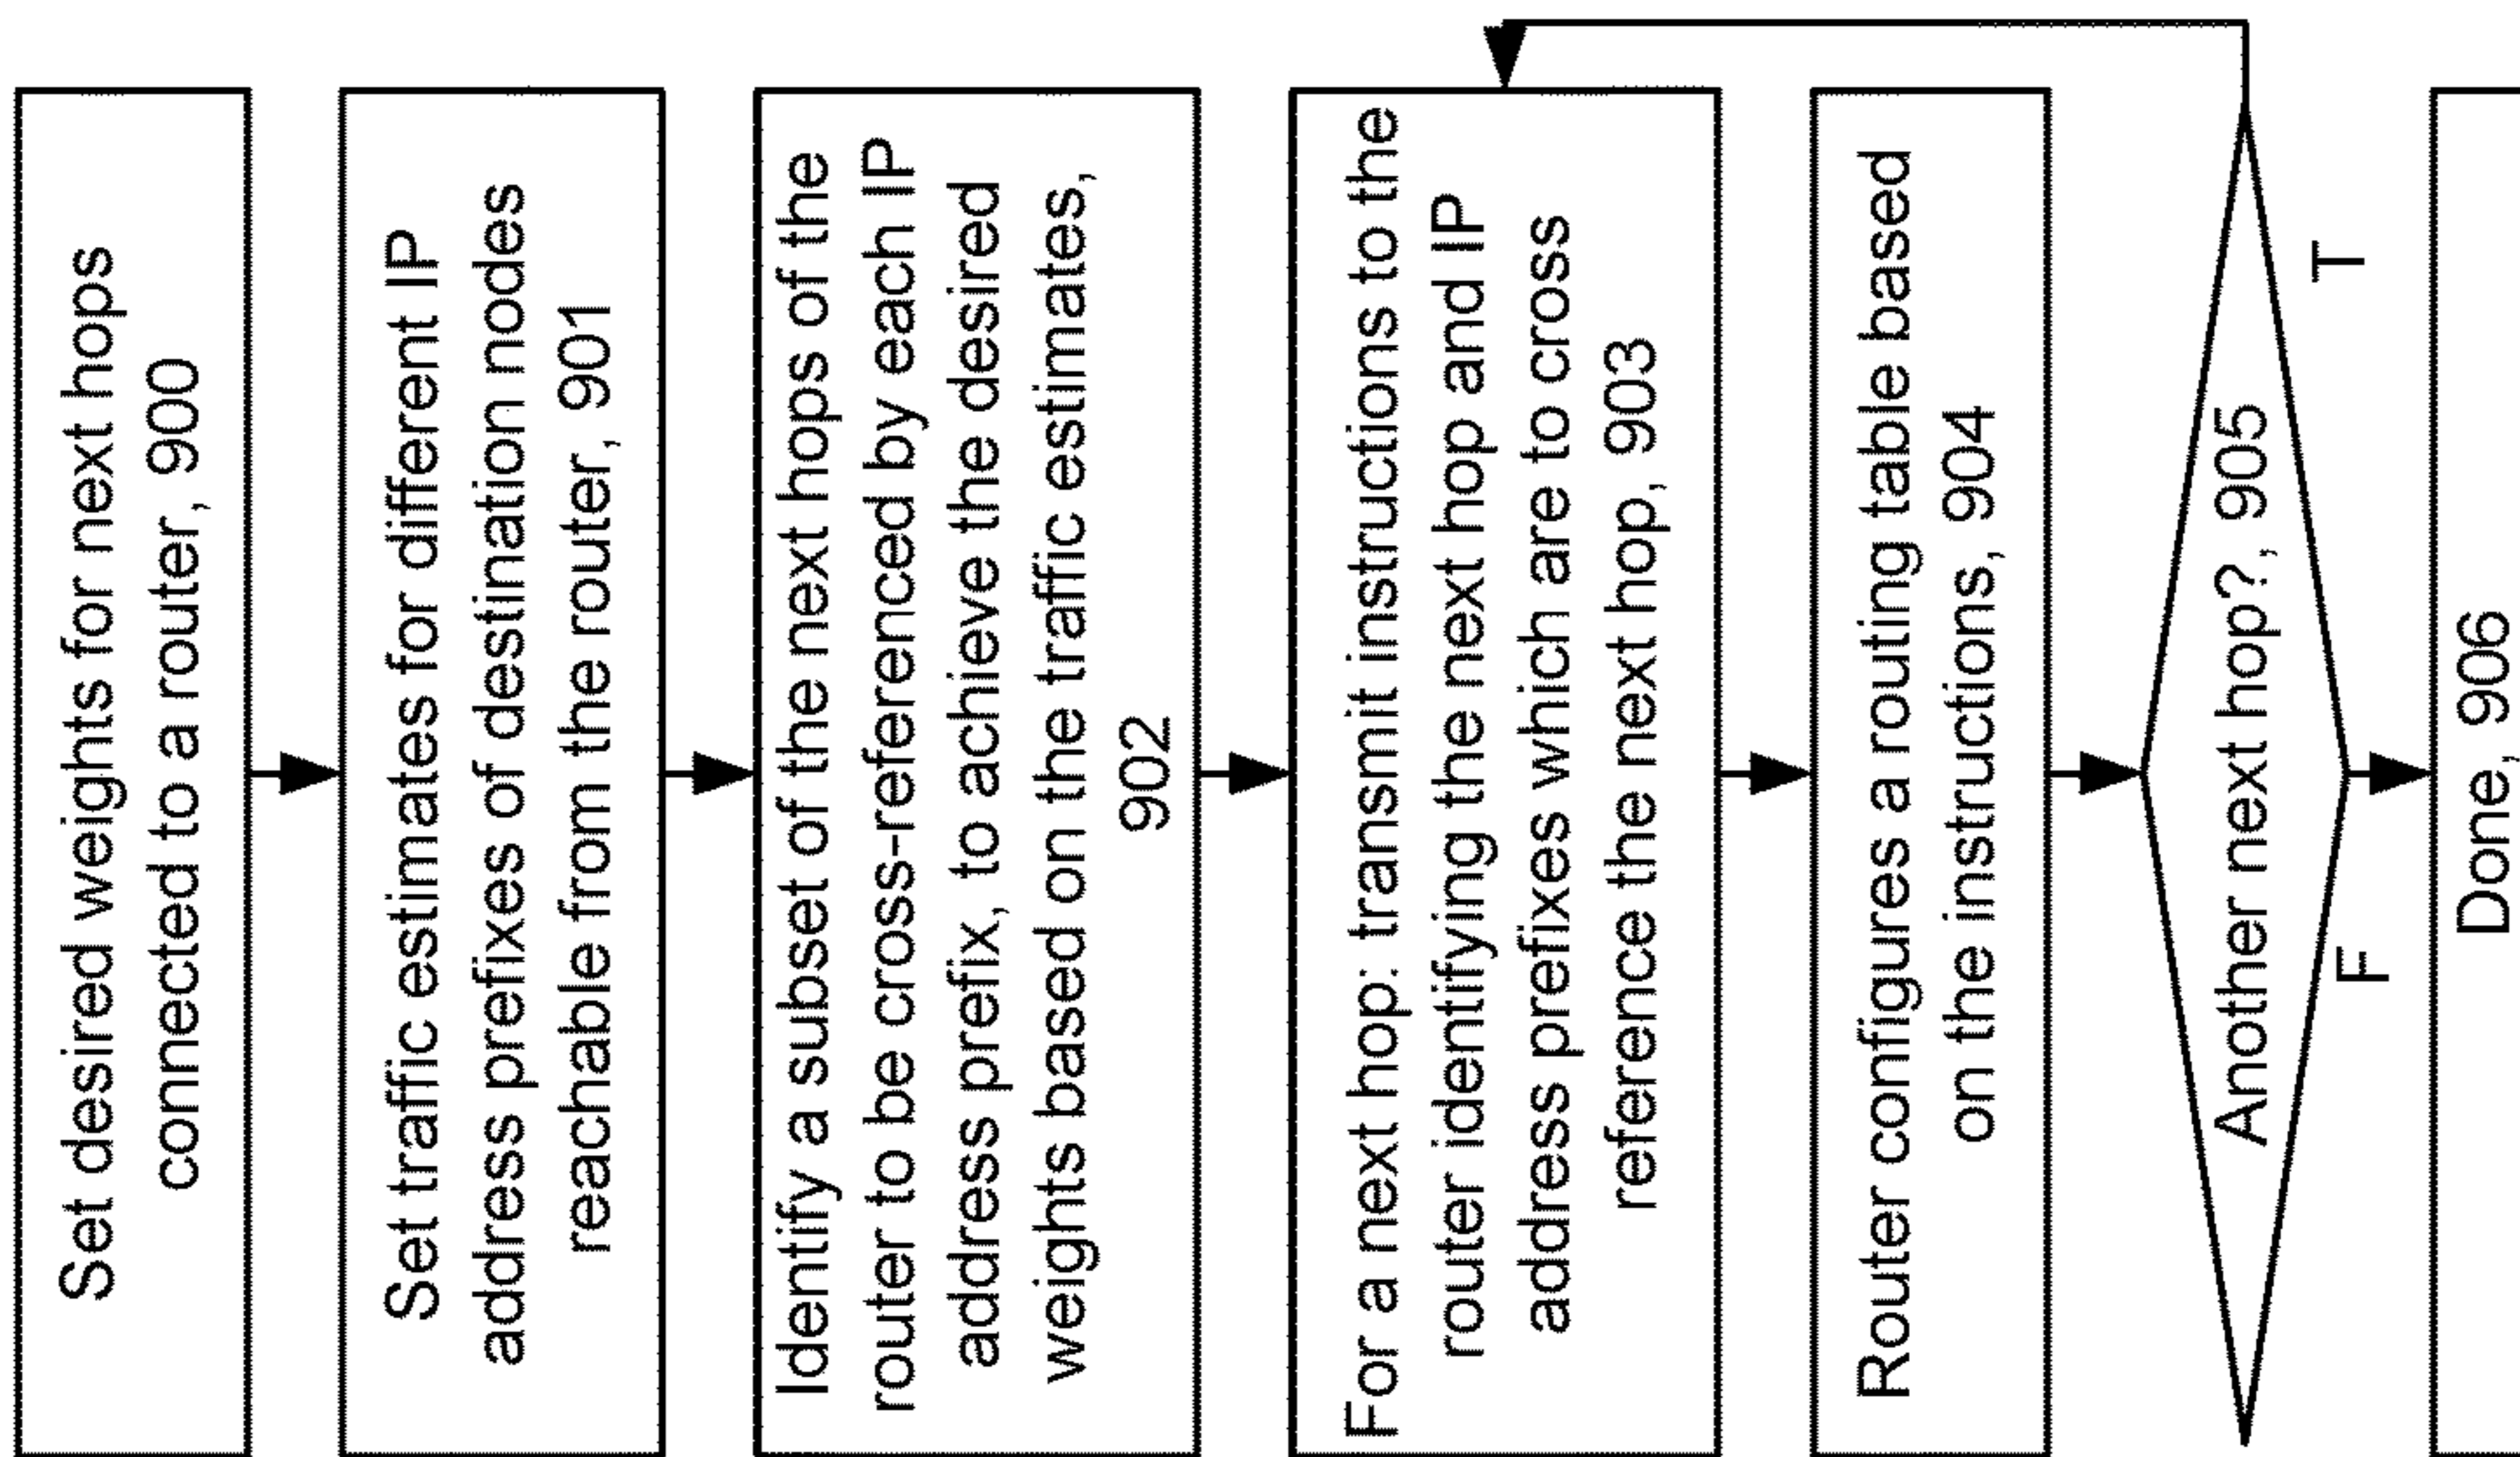 Set desired weights for next hops
connected to a router, 900
Set traffic estimates for different IP
address prefixes of destination nodes
reachable from the router, 901
Identify a subset of the next hops of the
router to be cross-referenced by each IP
address prefix, to achieve the desired
weights based on the traffic estimates,
902
For a next hop: transmit instructions to the
router identifying the next hop and IP
address prefixes which are to cross
reference the next hop, 903
Router configures a routing table based
on the instructions, 904
Another next hop?, 905
T
F
Done, 906